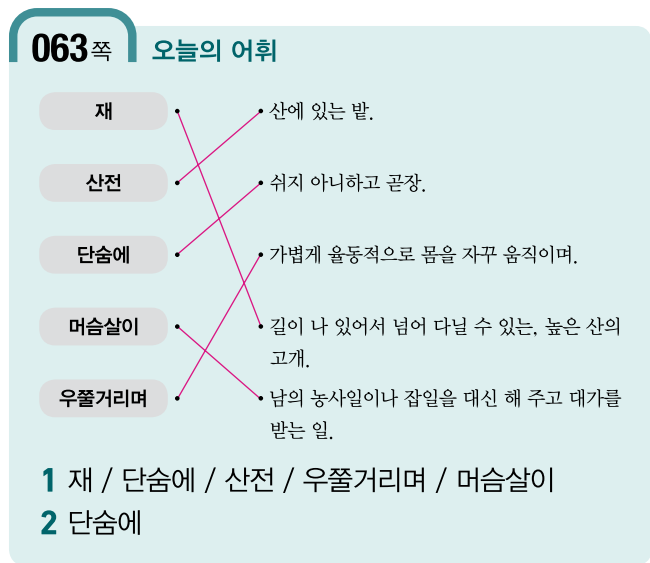 063쪽 오늘의 어휘
재 산에 있는 밭.
산전 쉬지 아니하고 곧장.
단숨에 가볍게 율동적으로 몸을 자꾸 움직이며.
머슴살이 길이 나 있어서 넘어 다닐 수 있는, 높은 산의
고개.
우쭐거리며 남의 농사일이나 잡일을 대신 해 주고 대가를
받는 일.
1 재 / 단숨에 / 산전 / 우쭐거리며 / 머슴살이
2 단숨에